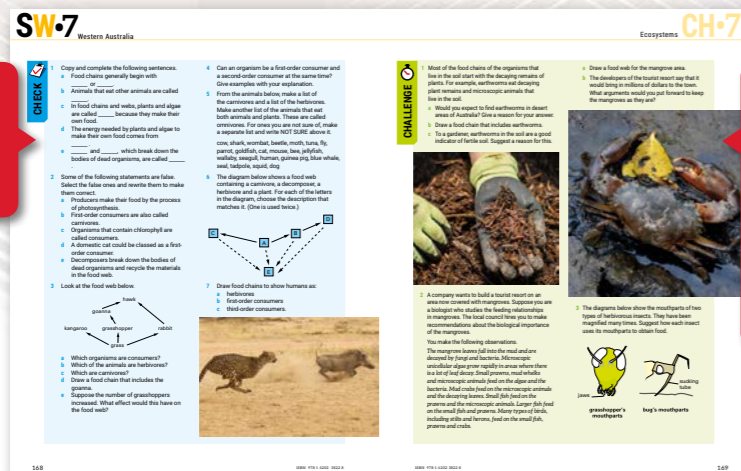 SW•7 Western Australia
Ecosystems CH•7
CHECK
1 Copy and complete the following sentences.
a Food chains generally begin with
_____ or _____.
b Animals that eat other animals are called
_____.
c In food chains and webs, plants and algae
are called _____ because they make their
own food.
d The energy needed by plants and algae to
make their own food comes from
_____
e _____ and _____, which break down the
bodies of dead organisms, are called _____
.
2 Some of the following statements are false.
Select the false ones and rewrite them to make
them correct.
a Producers make their food by the process
of photosynthesis.
b First-order consumers are also called
carnivores.
c Organisms that contain chlorophyll are
called consumers.
d A domestic cat could be classed as a first-
order consumer.
e Decomposers break down the bodies of
dead organisms and recycle the materials
in the food web.
3 Look at the food web below.
hawk
goanna
kangaroo grasshopper rabbit
grass
a Which organisms are consumers?
b Which of the animals are herbivores?
c Which are carnivores?
d Draw a food chain that includes the
goanna.
e Suppose the number of grasshoppers
increased. What effect would this have on
the food web?
4 Can an organism be a first-order consumer and
a second-order consumer at the same time?
Give examples with your explanation.
5 From the animals below, make a list of
the carnivores and a list of the herbivores.
Make another list of the animals that eat
both animals and plants. These are called
omnivores. For ones you are not sure of, make
a separate list and write NOT SURE above it.
cow, shark, wombat, beetle, moth, tuna, fly,
parrot, goldfish, cat, mouse, bee, jellyfish,
wallaby, seagull, human, guinea pig, blue whale,
seal, tadpole, squid, dog
6 The diagram below shows a food web
containing a carnivore, a decomposer, a
herbivore and a plant. For each of the letters
in the diagram, choose the description that
matches it. (One is used twice.)
D
C
B
A
E
7 Draw food chains to show humans as:
a herbivores
b first-order consumers
c third-order consumers.
168
ISBN 978 1 4202 3822 8
CHALLENGE
1 Most of the food chains of the organisms that
live in the soil start with the decaying remains of
plants. For example, earthworms eat decaying
plant remains and microscopic animals that
live in the soil.
a Would you expect to find earthworms in desert
areas of Australia? Give a reason for your answer.
b Draw a food chain that includes earthworms.
c To a gardener, earthworms in the soil are a good
indicator of fertile soil. Suggest a reason for this.
2 A company wants to build a tourist resort on an
area now covered with mangroves. Suppose you are
a biologist who studies the feeding relationships
in mangroves. The local council hires you to make
recommendations about the biological importance
of the mangroves.
You make the following observations.
The mangrove leaves fall into the mud and are
decayed by fungi and bacteria. Microscopic
unicellular algae grow rapidly in areas where there
is a lot of leaf decay. Small prawns, mud whelks
and microscopic animals feed on the algae and the
bacteria. Mud crabs feed on the microscopic animals
and the decaying leaves. Small fish feed on the
prawns and the microscopic animals. Larger fish feed
on the small fish and prawns. Many types of birds,
including stilts and herons, feed on the small fish,
prawns and crabs.
a Draw a food web for the mangrove area.
b The developers of the tourist resort say that it
would bring in millions of dollars to the town.
What arguments would you put forward to keep
the mangroves as they are?
3 The diagrams below show the mouthparts of two
types of herbivorous insects. They have been
magnified many times. Suggest how each insect
uses its mouthparts to obtain food.
jaws
sucking
tube
grasshopper's
mouthparts
bug's mouthparts
ISBN 978 1 4202 3822 8
169